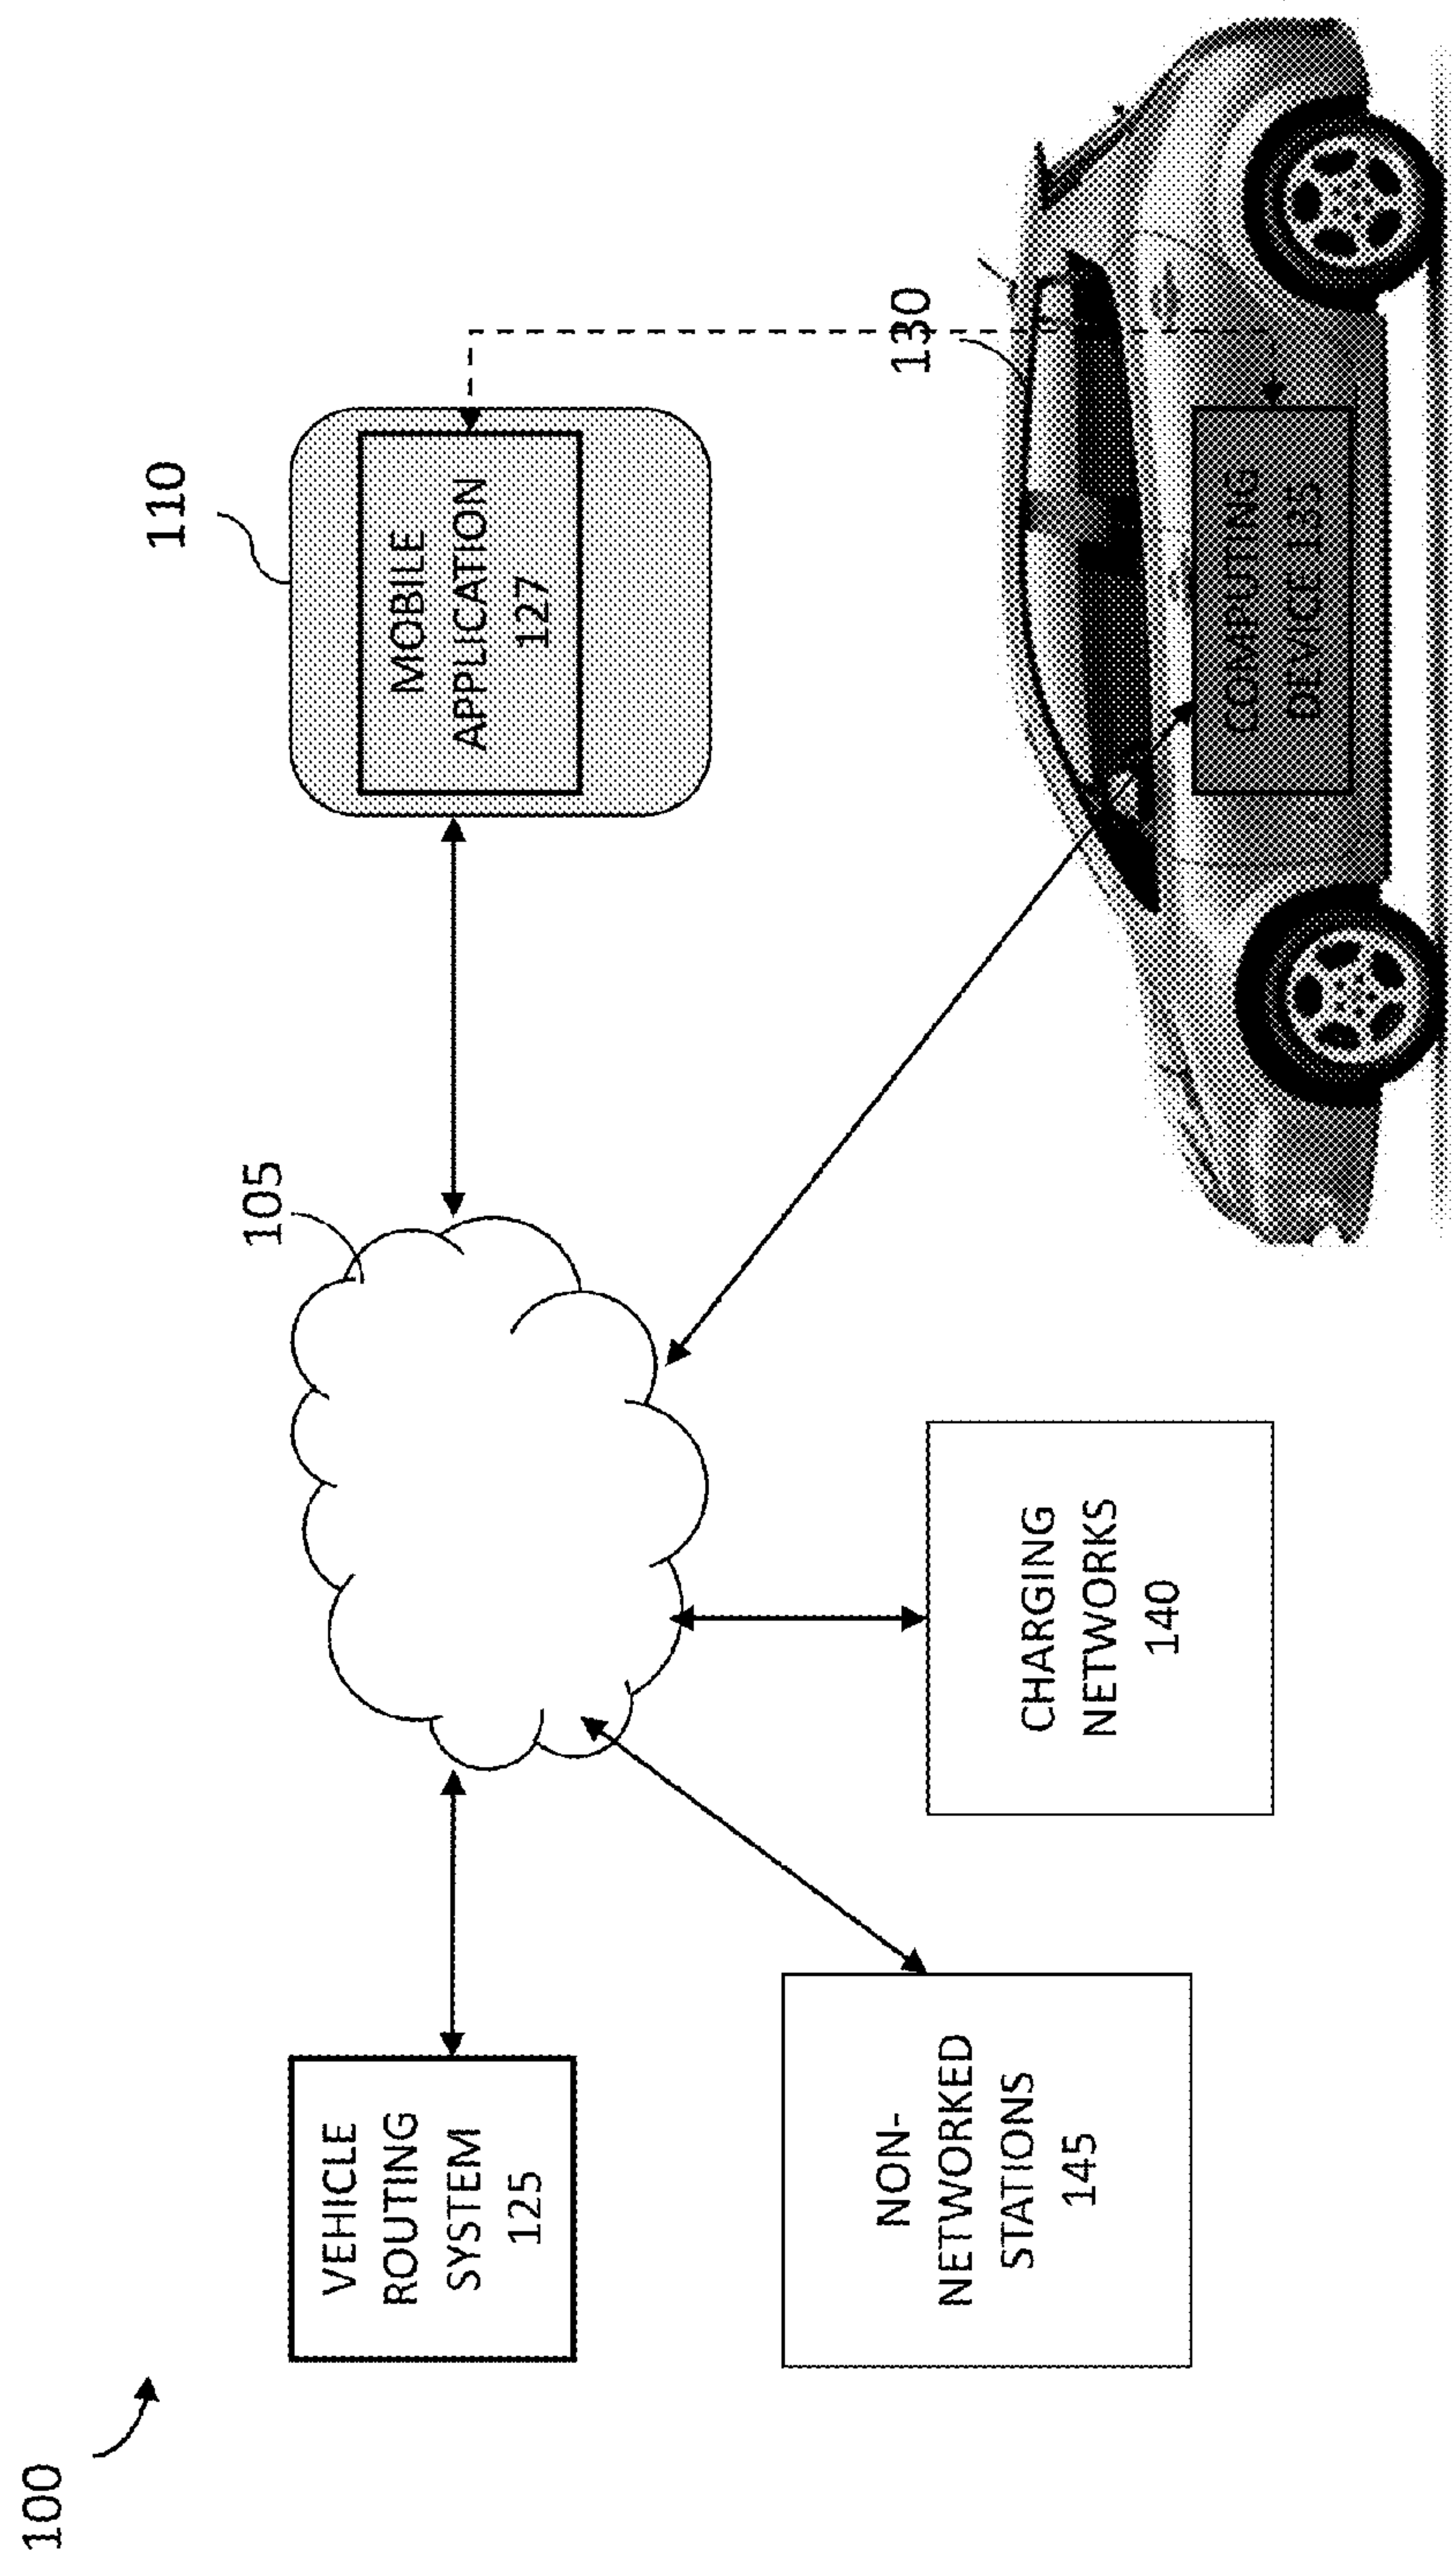 100
VEHICLE
ROUTING
SYSTEM
125
105
110
MOBILE
APPLICATION
127
NON-
NETWORKED
STATIONS
145
CHARGING
NETWORKS
140
130
COMPUTING
DEVICE 135